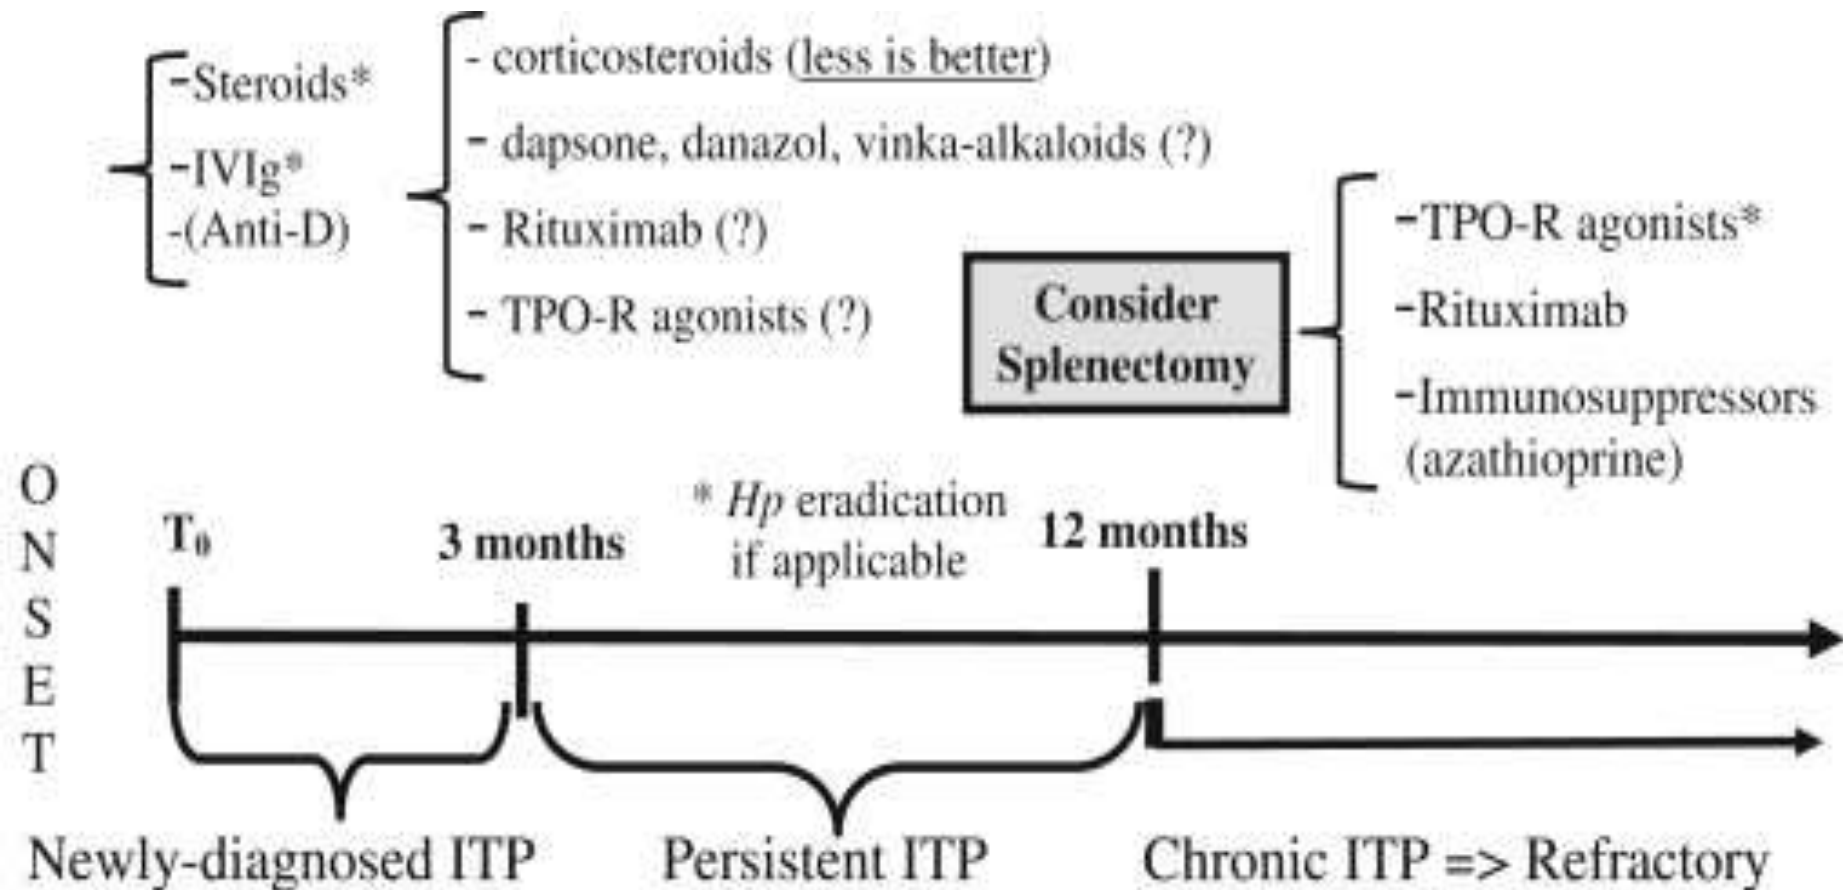 -Steroids*
-IVIg*
-(Anti-D)
- corticosteroids (less is better)
- dapsone, danazol, vinka-alkaloids (?)
- Rituximab (?)
- TPO-R agonists (?)
Consider
Splenectomy
-TPO-R agonists*
-Rituximab
-Immunosuppressors
(azathioprine)
ONSET
T0
3 months
* Hp eradication
if applicable
12 months
Newly-diagnosed ITP
Persistent ITP
Chronic ITP => Refractory